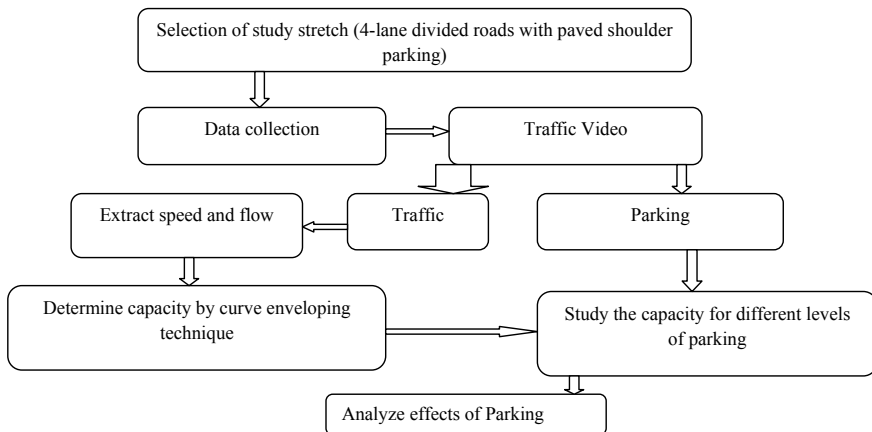 Selection of study stretch (4-lane divided roads with paved shoulder
parking)
Data collection
Traffic Video
Extract speed and flow
Traffic
Parking
Determine capacity by curve enveloping
technique
Study the capacity for different levels
of parking
Analyze effects of Parking